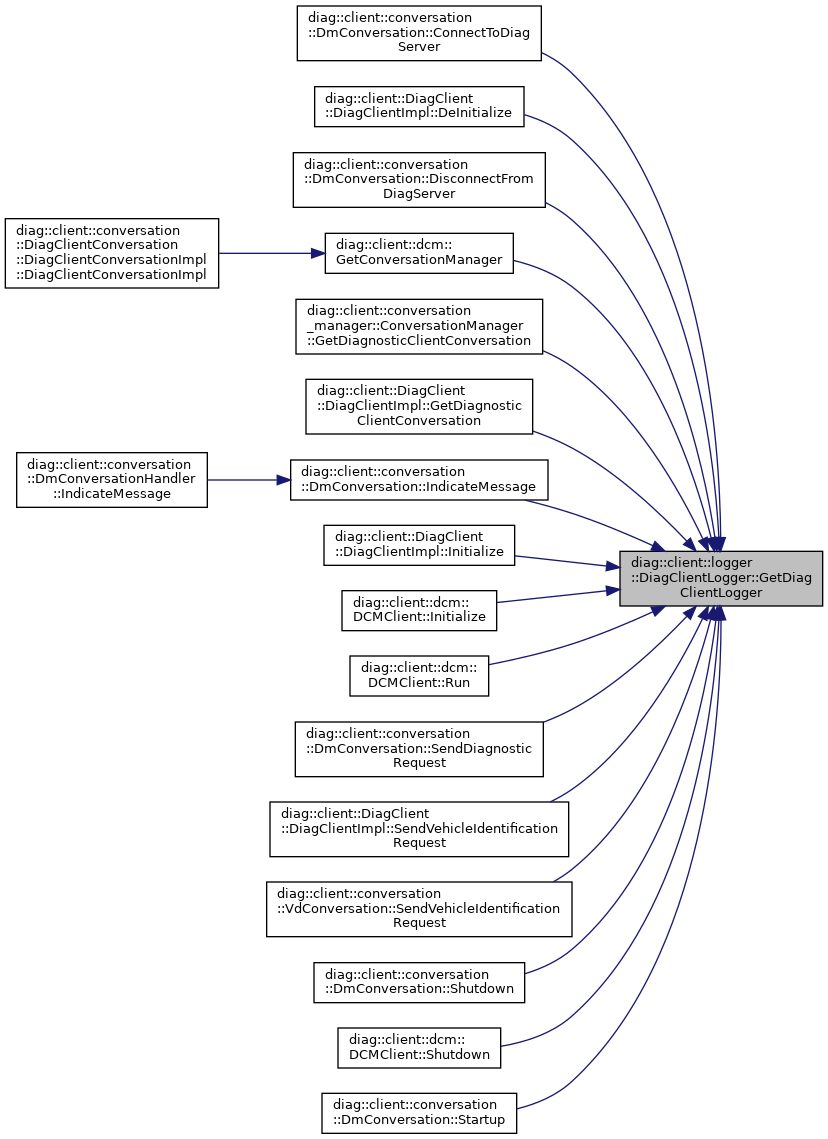 diag::client::conversation
::DmConversation::ConnectToDiag
Server
diag::client::DiagClient
::DiagClientImpl::DeInitialize
diag::client::conversation
::DmConversation::DisconnectFrom
DiagServer
diag::client::conversation
::DiagClientConversation
::DiagClientConversationImpl
::DiagClientConversationImpl
diag::client::dcm::
GetConversationManager
diag::client::conversation
_manager::ConversationManager
::GetDiagnosticClientConversation
diag::client::DiagClient
::DiagClientImpl::GetDiagnostic
ClientConversation
diag::client::conversation
::DmConversationHandler
::IndicateMessage
diag::client::conversation
::DmConversation::IndicateMessage
diag::client::DiagClient
::DiagClientImpl::Initialize
diag::client::logger
::DiagClientLogger::GetDiag
ClientLogger
diag::client::dcm::
DCMClient::Initialize
diag::client::dcm::
DCMClient::Run
diag::client::conversation
::DmConversation::SendDiagnostic
Request
diag::client::DiagClient
::DiagClientImpl::SendVehicleIdentification
Request
diag::client::conversation
::VdConversation::SendVehicleIdentification
Request
diag::client::conversation
::DmConversation::Shutdown
diag::client::dcm::
DCMClient::Shutdown
diag::client::conversation
::DmConversation::Startup